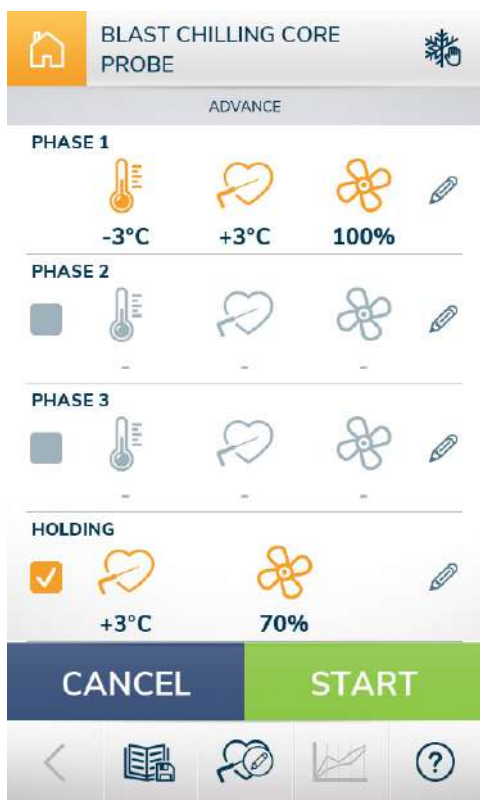 BLAST CHILLING CORE
PROBE
ADVANCE
PHASE 1
-3°C +3°C 100%
PHASE 2
- - -
PHASE 3
- - -
HOLDING
+3°C 70%
CANCEL START
?